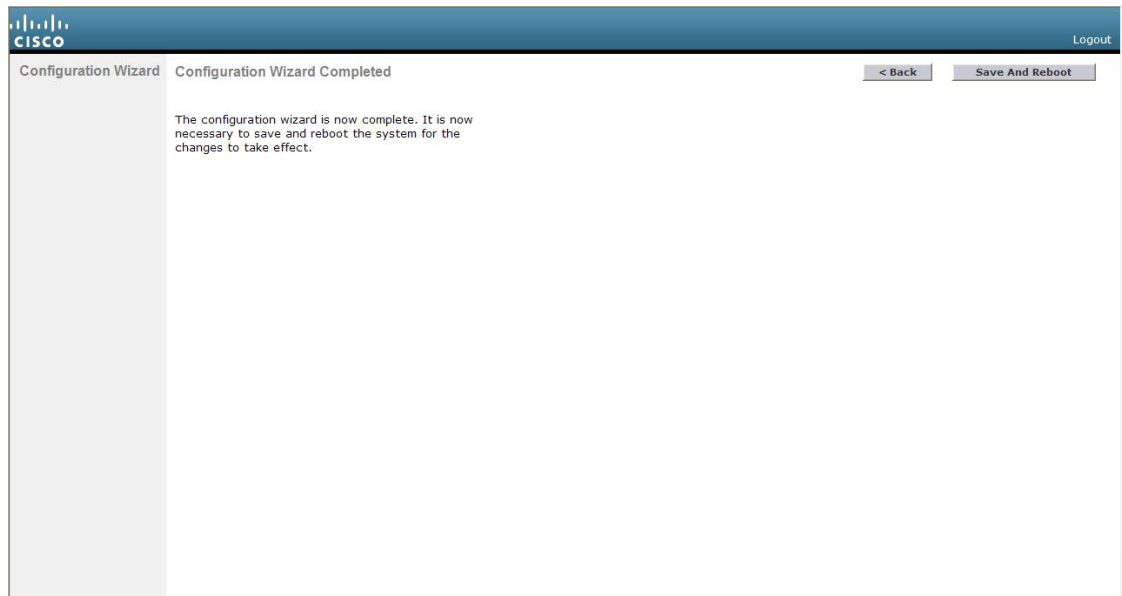 CISCO
Logout
Configuration Wizard
Configuration Wizard Completed
< Back
Save And Reboot
The configuration wizard is now complete. It is now
necessary to save and reboot the system for the
changes to take effect.